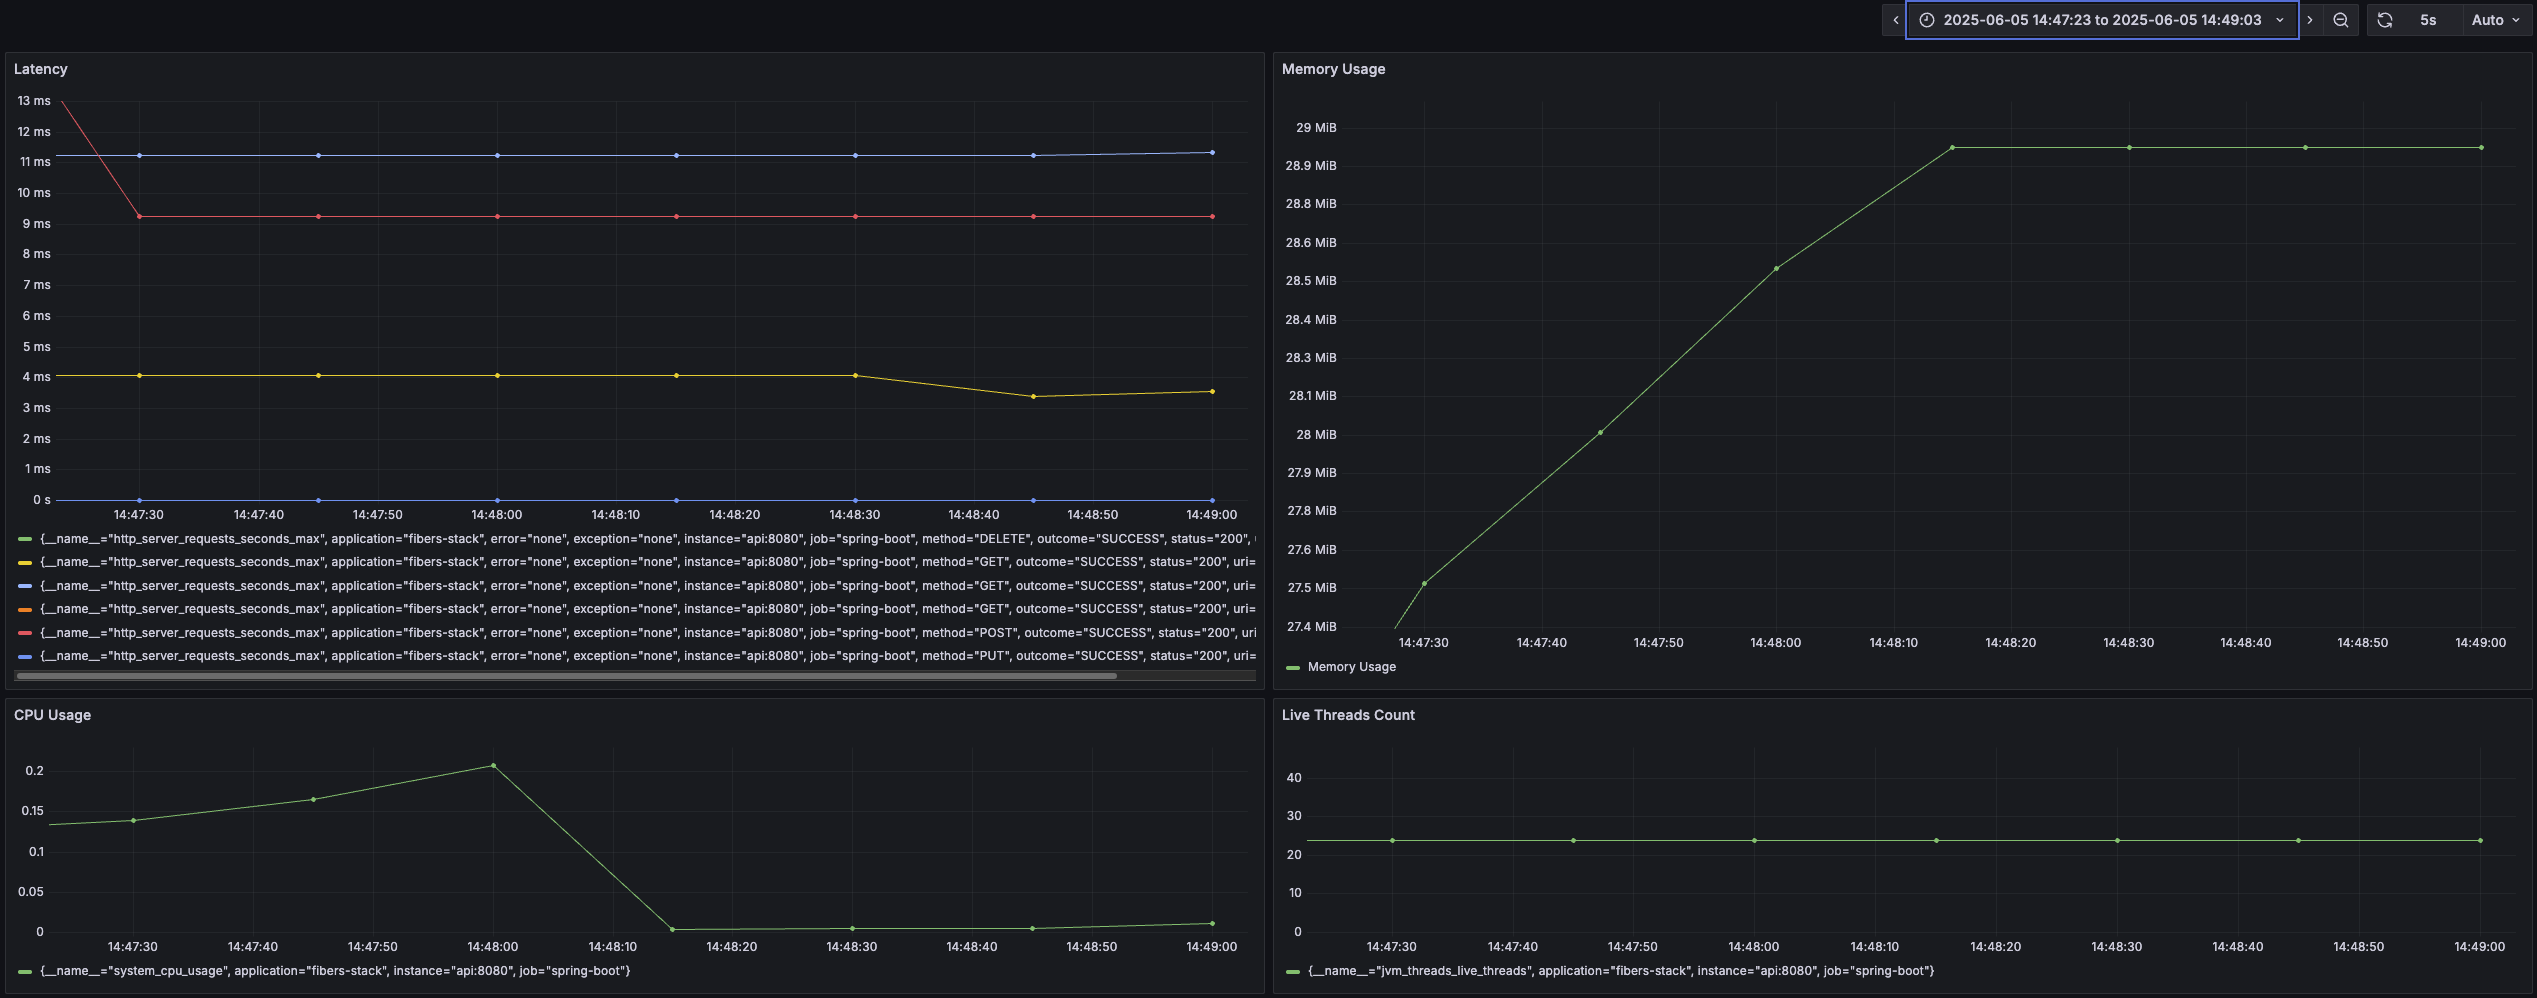 2025-06-05 14:47:23 to 2025-06-05 14:49:03
5s
Auto
Latency
13 ms
12 ms
11 ms
10 ms
9 ms
8 ms
7 ms
6 ms
5 ms
4 ms
3 ms
2 ms
1 ms
0 s
14:47:30 14:47:40 14:47:50 14:48:00 14:48:10 14:48:20 14:48:30 14:48:40 14:48:50 14:49:00
{__name__="http_server_requests_seconds_max", application="fibers-stack", error="none", exception="none", instance="api:8080", job="spring-boot", method="DELETE", outcome="SUCCESS", status="200",
{__name__="http_server_requests_seconds_max", application="fibers-stack", error="none", exception="none", instance="api:8080", job="spring-boot", method="GET", outcome="SUCCESS", status="200", uri=
{__name__="http_server_requests_seconds_max", application="fibers-stack", error="none", exception="none", instance="api:8080", job="spring-boot", method="GET", outcome="SUCCESS", status="200", uri=
{__name__="http_server_requests_seconds_max", application="fibers-stack", error="none", exception="none", instance="api:8080", job="spring-boot", method="GET", outcome="SUCCESS", status="200", uri=
{__name__="http_server_requests_seconds_max", application="fibers-stack", error="none", exception="none", instance="api:8080", job="spring-boot", method="POST", outcome="SUCCESS", status="200", uri
{__name__="http_server_requests_seconds_max", application="fibers-stack", error="none", exception="none", instance="api:8080", job="spring-boot", method="PUT", outcome="SUCCESS", status="200", uri=
Memory Usage
29 MiB
28.9 MiB
28.8 MiB
28.6 MiB
28.5 MiB
28.4 MiB
28.3 MiB
28.1 MiB
28 MiB
27.9 MiB
27.8 MiB
27.6 MiB
27.5 MiB
27.4 MiB
14:47:30 14:47:40 14:47:50 14:48:00 14:48:10 14:48:20 14:48:30 14:48:40 14:48:50 14:49:00
Memory Usage
CPU Usage
0.2
0.15
0.1
0.05
0
14:47:30 14:47:40 14:47:50 14:48:00 14:48:10 14:48:20 14:48:30 14:48:40 14:48:50 14:49:00
{__name__="system_cpu_usage", application="fibers-stack", instance="api:8080", job="spring-boot"}
Live Threads Count
40
30
20
10
0
14:47:30 14:47:40 14:47:50 14:48:00 14:48:10 14:48:20 14:48:30 14:48:40 14:48:50 14:49:00
{__name__="jvm_threads_live_threads", application="fibers-stack", instance="api:8080", job="spring-boot"}